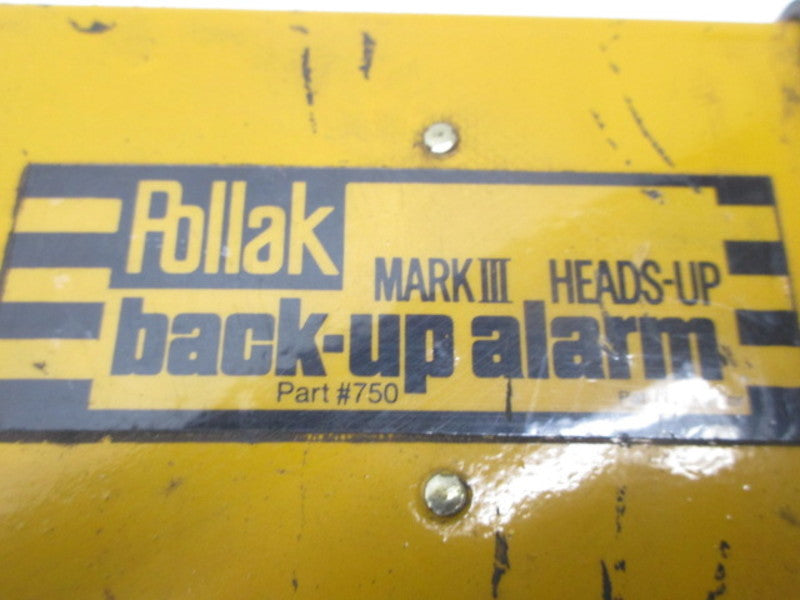 Pollak
MARK III HEADS-UP
back-up alarm
Part #750